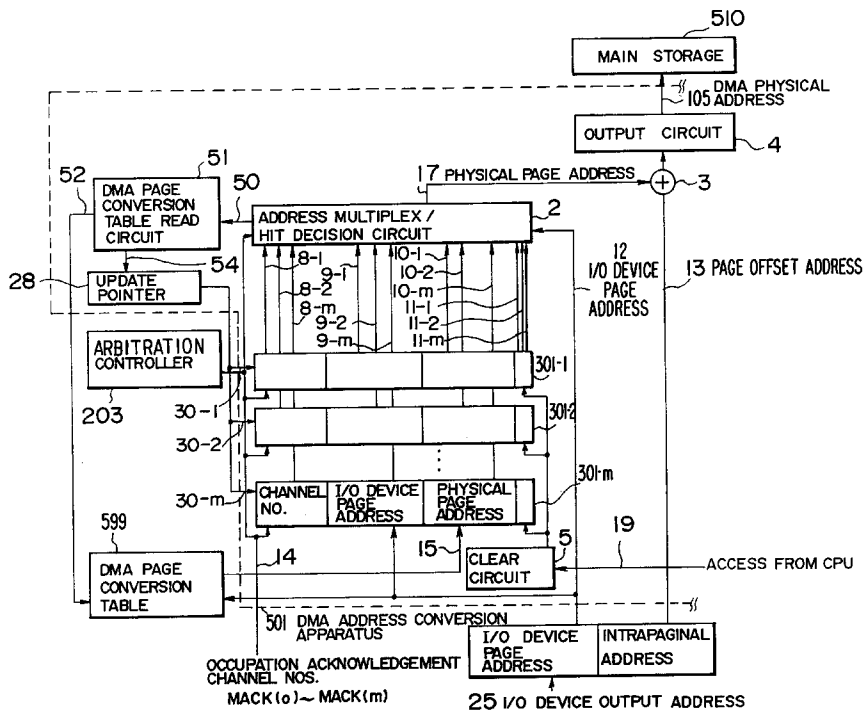 510
MAIN STORAGE
105 DMA PHYSICAL
ADDRESS
OUTPUT CIRCUIT
4
17 PHYSICAL PAGE ADDRESS
3
51
52
DMA PAGE
CONVERSION
TABLE READ
CIRCUIT
50
ADDRESS MULTIPLEX /
HIT DECISION CIRCUIT
2
54
28
UPDATE
POINTER
8-1
8-2
8-m
9-1
9-2
9-m
10-1
10-2
10-m
11-1
11-2
11-m
12
I/O DEVICE
PAGE
ADDRESS
13 PAGE OFFSET ADDRESS
ARBITRATION
CONTROLLER
203
30-1
30-2
30-m
301-1
301-2
301-m
CHANNEL
NO.
I/O DEVICE
PAGE
ADDRESS
PHYSICAL
PAGE
ADDRESS
599
DMA PAGE
CONVERSION
TABLE
14
15
CLEAR
CIRCUIT
5
19
ACCESS FROM CPU
501 DMA ADDRESS CONVERSION
APPARATUS
OCCUPATION ACKNOWLEDGEMENT
CHANNEL NOS.
MACK(o)~ MACK(m)
I/O DEVICE
PAGE
ADDRESS
INTRAPAGINAL
ADDRESS
25 I/O DEVICE OUTPUT ADDRESS